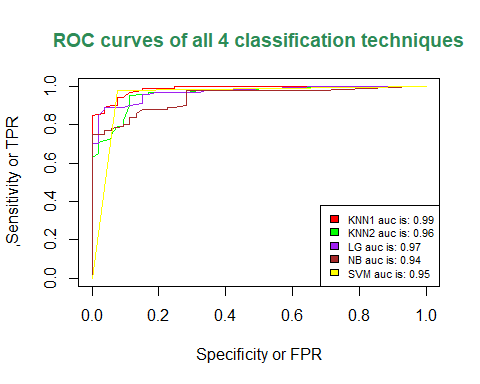 ROC curves of all 4 classification techniques
,Sensitivity or TPR
1.0
0.8
0.6
0.4
0.2
0.0
KNN1 auc is: 0.99
KNN2 auc is: 0.96
LG auc is: 0.97
NB auc is: 0.94
SVM auc is: 0.95
0.0 0.2 0.4 0.6 0.8 1.0
Specificity or FPR